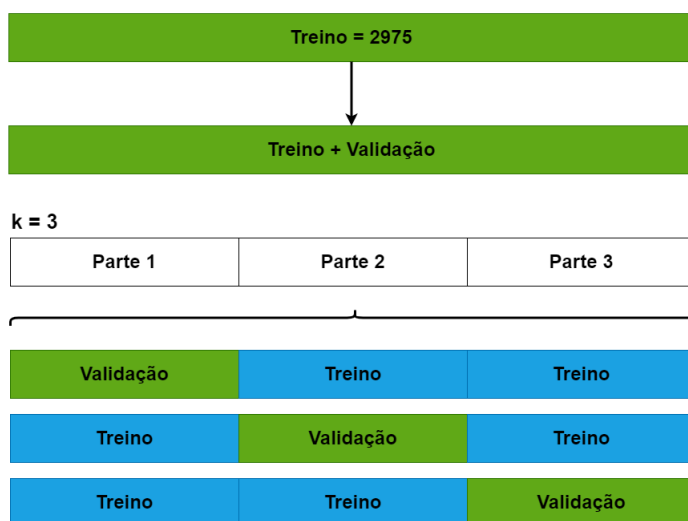 Treino = 2975
Treino + Validação
k = 3
Parte 1 Parte 2 Parte 3
Validação Treino Treino
Treino Validação Treino
Treino Treino Validação